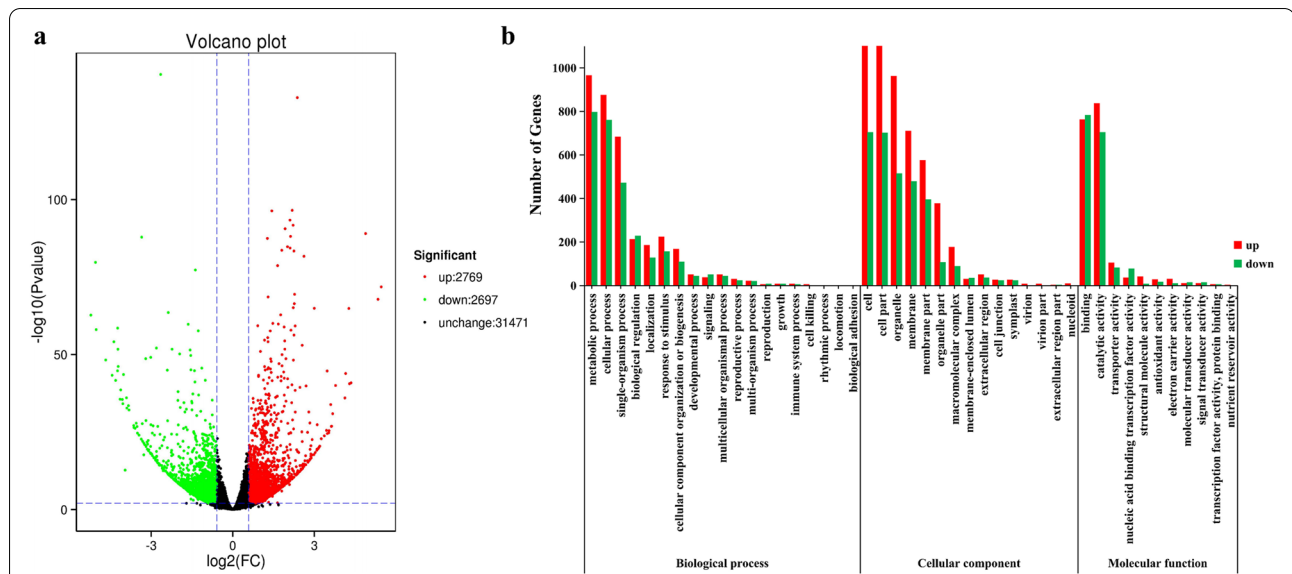 a
Volcano plot
-log10(Pvalue)
100
50
0
-3
0
3
log2(FC)
Significant
up:2769
down:2697
unchange:31471
b
Number of Genes
1000
800
600
400
200
0
metabolic process
cellular process
single-organism process
biological regulation
localization
response to stimulus
cellular component organization or biogenesis
developmental process
signaling
multicellular organismal process
reproductive process
multi-organism process
reproduction
growth
immune system process
cell killing
rhythmic process
locomotion
biological adhesion
cell
cell part
organelle
membrane
membrane part
organelle part
macromolecular complex
membrane-enclosed lumen
extracellular region
cell junction
symplast
virion
virion part
extracellular region part
nucleoid
binding
catalytic activity
transporter activity
nucleic acid binding transcription factor activity
structural molecule activity
antioxidant activity
electron carrier activity
molecular transducer activity
signal transducer activity
transcription factor activity, protein binding
nutrient reservoir activity
Biological process
Cellular component
Molecular function
up
down